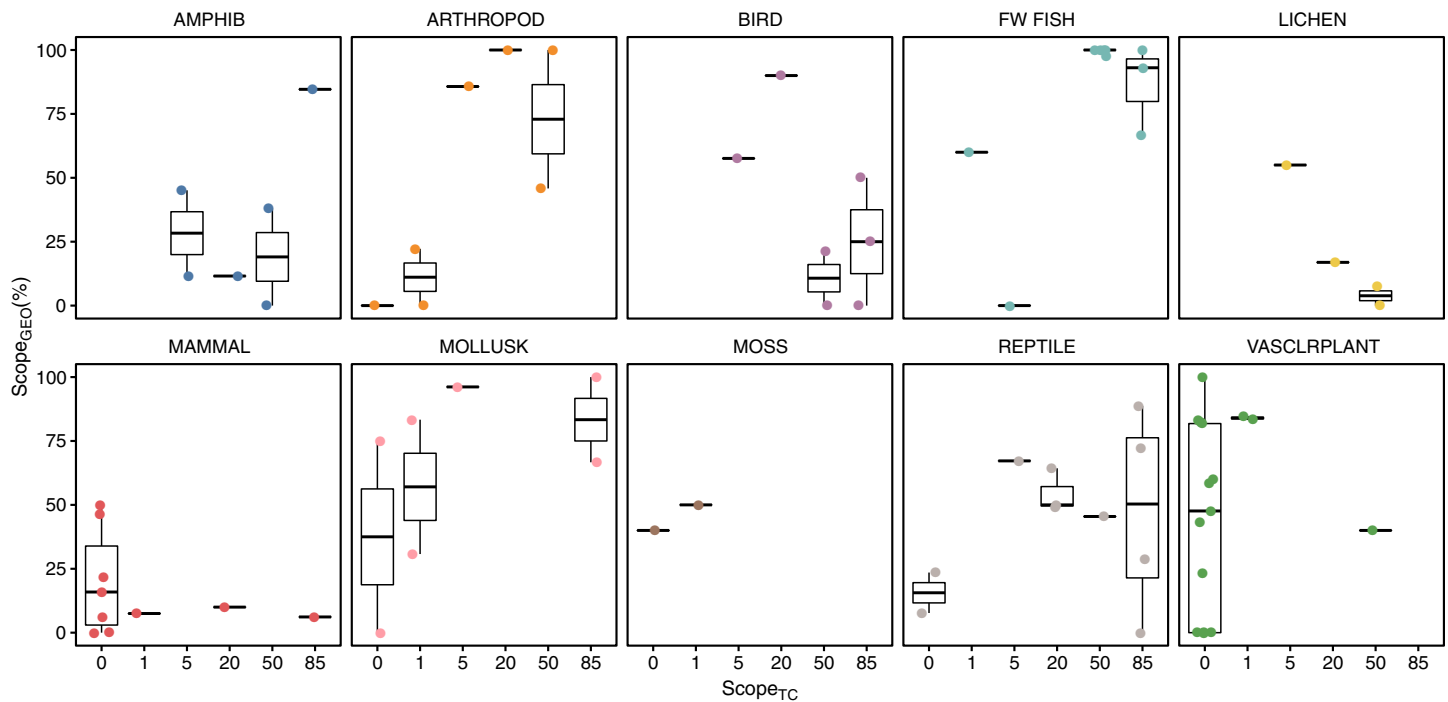 AMPHIB ARTHROPOD BIRD FW FISH LICHEN
100
75
50
25
0
MAMMAL MOLLUSK MOSS REPTILE VASCLRPLANT
100
75
50
25
0
0 1 5 20 50 85 0 1 5 20 50 85 0 1 5 20 50 85 0 1 5 20 50 85 0 1 5 20 50 85
Scope_GEO(%)
Scope_TC